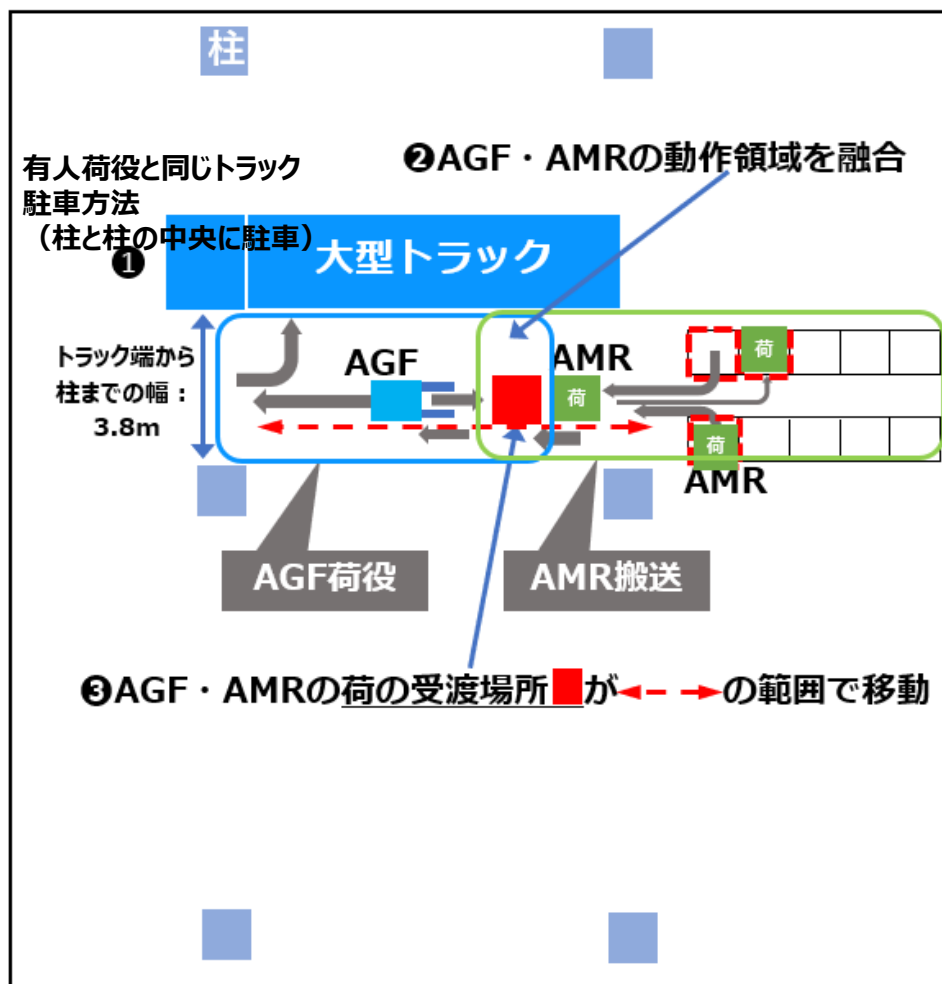 柱
❷AGF・AMRの動作領域を融合
有人荷役と同じトラック
駐車方法
（柱と柱の中央に駐車）
❶
大型トラック
トラック端から
柱までの幅：
3.8m
AGF
AMR
荷
荷
荷
AMR
AGF荷役
AMR搬送
❸AGF・AMRの荷の受渡場所が の範囲で移動